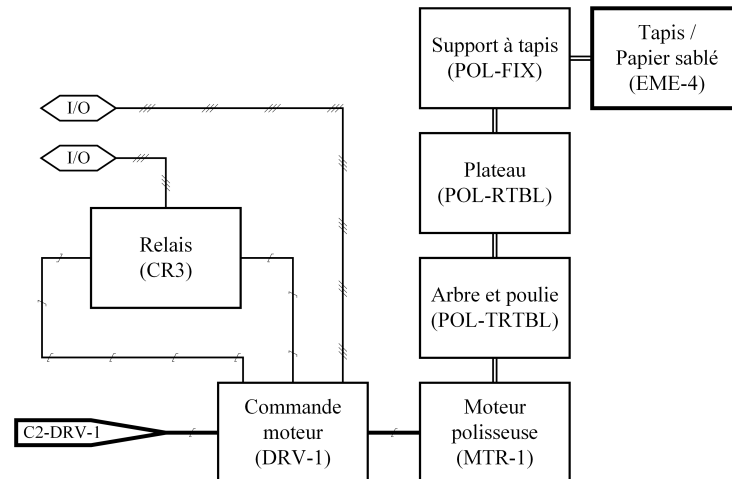 Support à tapis
(POL-FIX)
Tapis /
Papier sablé
(EME-4)
I/O
I/O
Plateau
(POL-RTBL)
Relais
(CR3)
Arbre et poulie
(POL-TRTBL)
C2-DRV-1
Commande
moteur
(DRV-1)
Moteur
polisseuse
(MTR-1)